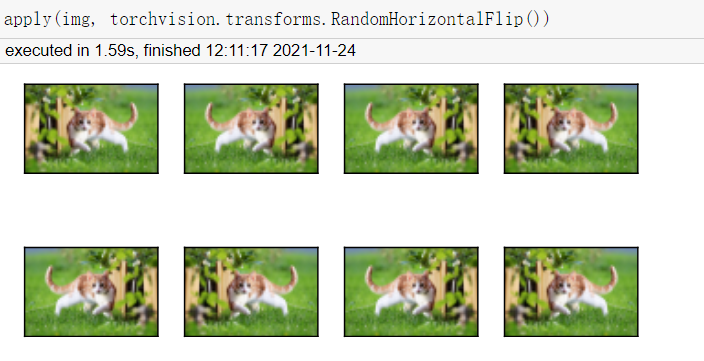 apply(img, torchvision.transforms.RandomHorizontalFlip())
executed in 1.59s, finished 12:11:17 2021-11-24